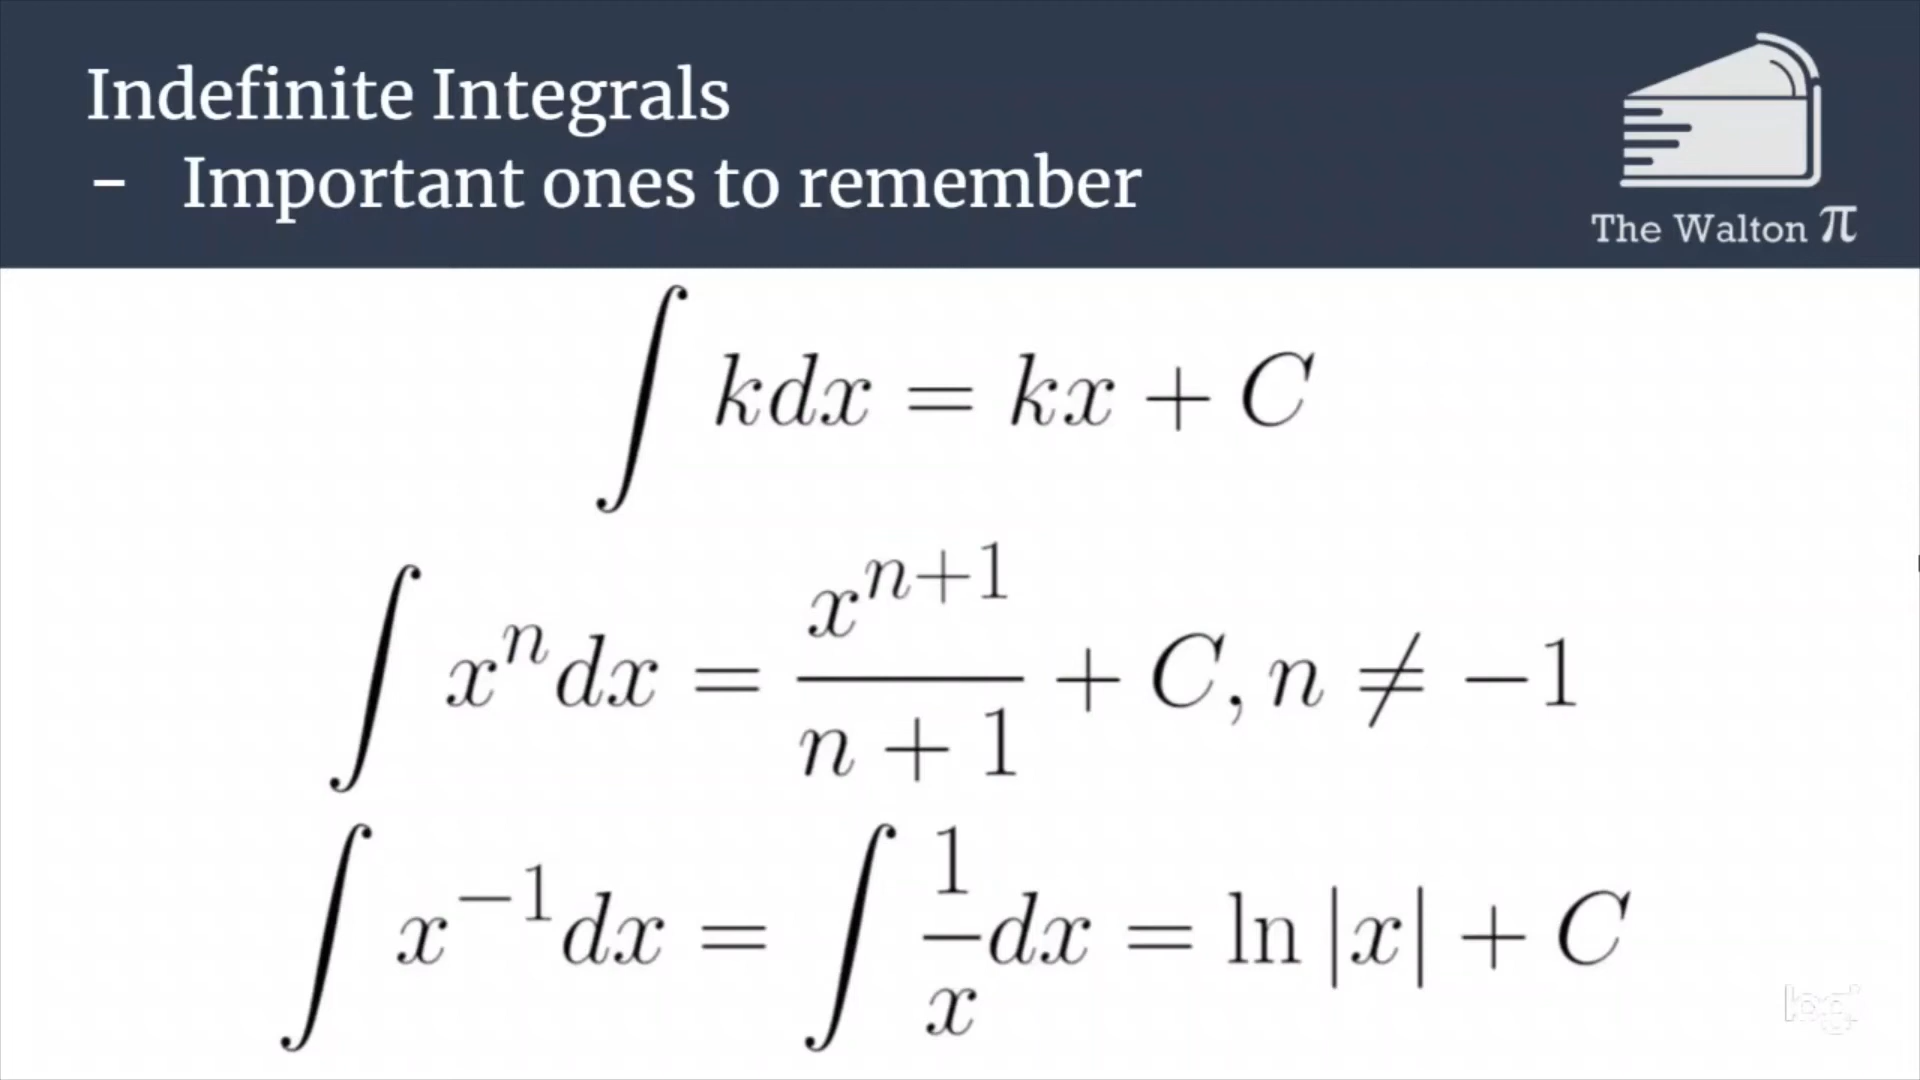 Indefinite Integrals
- Important ones to remember
The Walton π
∫ kdx = kx + C
∫ xⁿdx = xⁿ⁺¹/(n + 1) + C, n ≠ −1
∫ x⁻¹dx = ∫ 1/x dx = ln |x| + C
logi